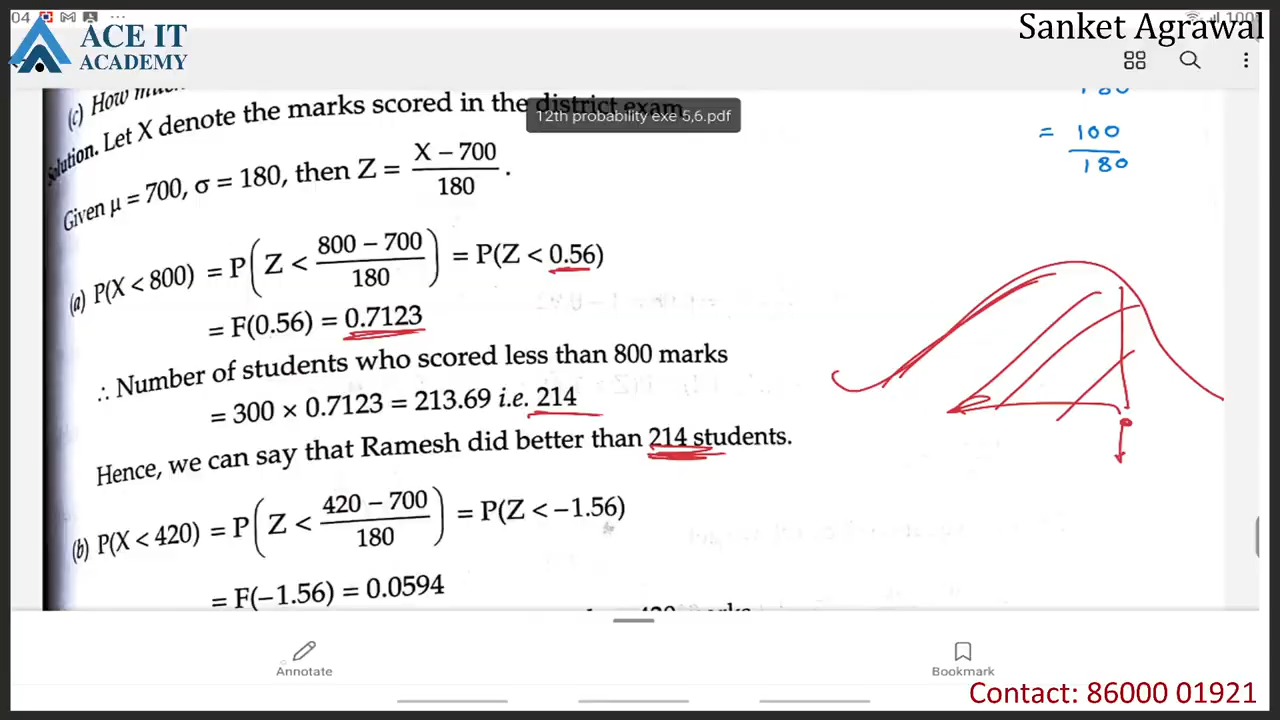 04 100
ACE IT
ACADEMY
Sanket Agrawal
12th probability exe 5,6.pdf
(c) How
Solution. Let X denote the marks scored in the district exam
Given μ = 700, σ = 180, then Z = X − 700 / 180 .
(a) P(X < 800) = P( Z < 800 − 700 / 180 ) = P(Z < 0.56)
= F(0.56) = 0.7123
∴ Number of students who scored less than 800 marks
= 300 × 0.7123 = 213.69 i.e. 214
Hence, we can say that Ramesh did better than 214 students.
(b) P(X < 420) = P( Z < 420 − 700 / 180 ) = P(Z < −1.56)
= F(−1.56) = 0.0594
180
= 100
180
Annotate
Bookmark
Contact: 86000 01921